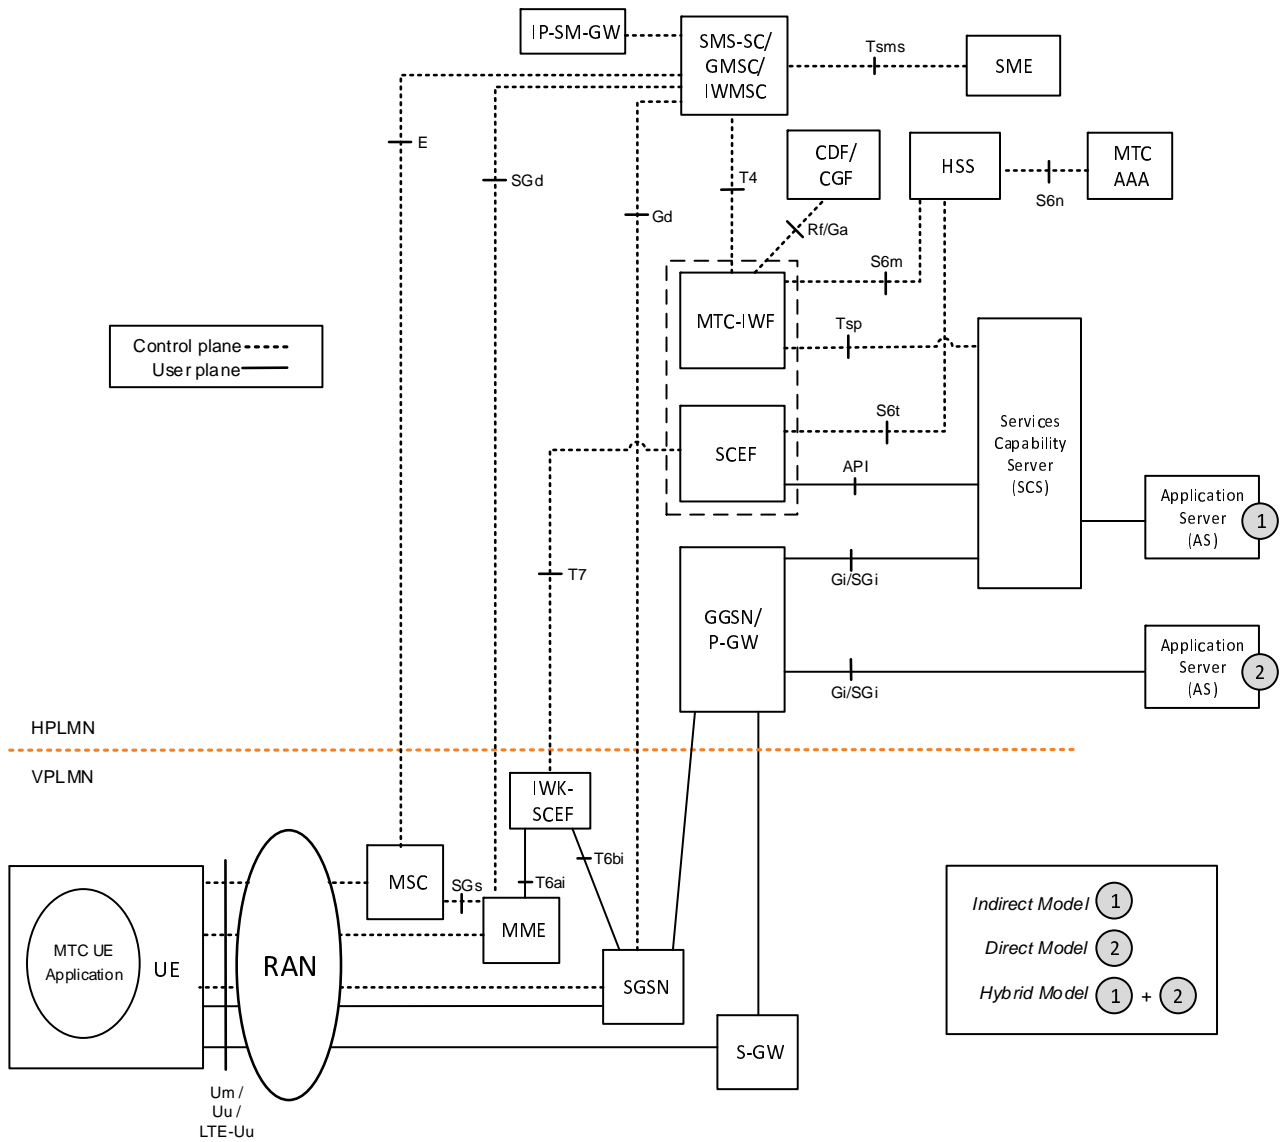 IP-SM-GW
SMS-SC/
GMSC/
IWMSC
Tsms
SME
E
SGd
Gd
T4
CDF/
CGF
HSS
MTC
AAA
S6n
Rf/Ga
S6m
MTC-IWF
Tsp
Control plane
User plane
S6t
SCEF
API
Services
Capability
Server
(SCS)
Application
Server
(AS)
1
T7
Gi/SGi
GGSN/
P-GW
Application
Server
(AS)
2
Gi/SGi
HPLMN
VPLMN
IWK-
SCEF
T6bi
MSC
SGs
T6ai
MME
MTC UE
Application
UE
RAN
SGSN
S-GW
Um /
Uu /
LTE-Uu
Indirect Model 1
Direct Model 2
Hybrid Model 1 + 2